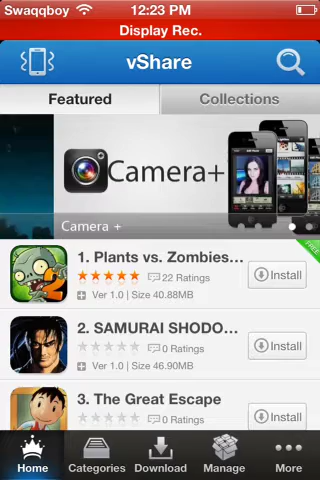 Swaqqboy 12:23 PM
Display Rec.
vShare
Featured Collections
Camera+
Camera +
FREE
1. Plants vs. Zombies...
22 Ratings
Install
Ver 1.0 | Size 40.88MB
2
2. SAMURAI SHODO...
0 Ratings
Install
Ver 1.0 | Size 46.90MB
3. The Great Escape
0 Ratings
Install
Home Categories Download Manage More